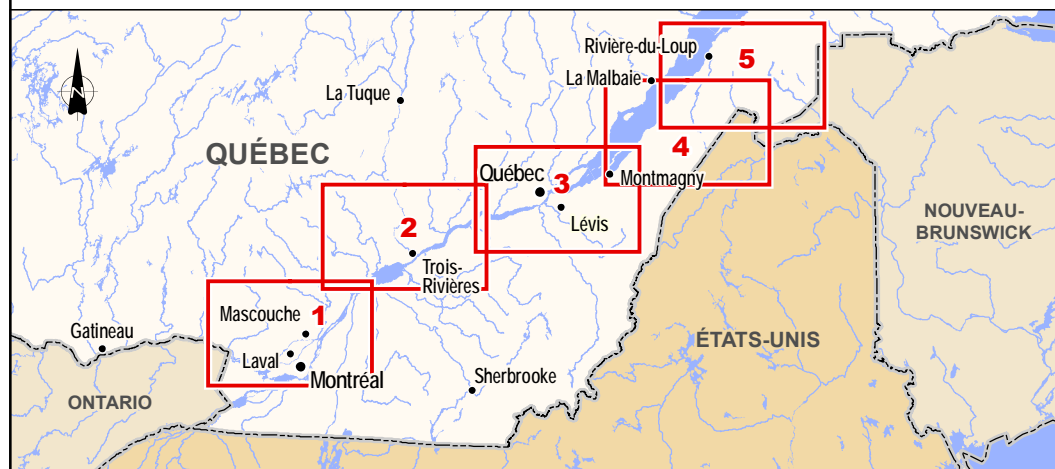 Rivière-du-Loup
5
La Malbaie
N
La Tuque
QUÉBEC
4
Québec
3
Montmagny
Lévis
NOUVEAU-
BRUNSWICK
2
Trois-
Rivières
Mascouche
1
Gatineau
Laval
Montréal
ÉTATS-UNIS
Sherbrooke
ONTARIO